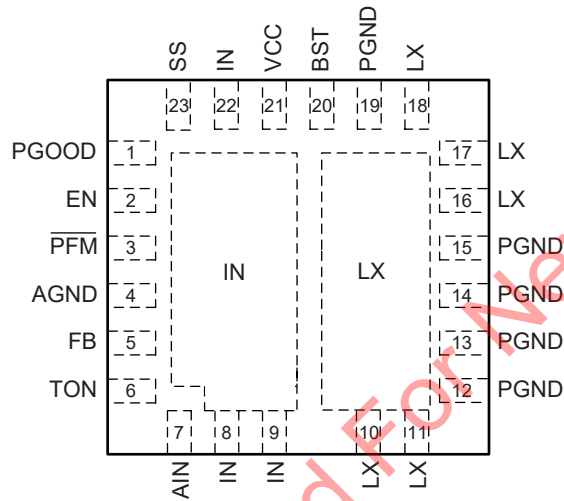 SS IN VCC BST PGND LX
23 22 21 20 19 18
PGOOD 1 17 LX
EN 2 16 LX
PFM 3 15 PGND
IN LX
AGND 4 14 PGND
FB 5 13 PGND
TON 6 12 PGND
7 8 9 10 11
AIN IN IN LX LX
d For Ne